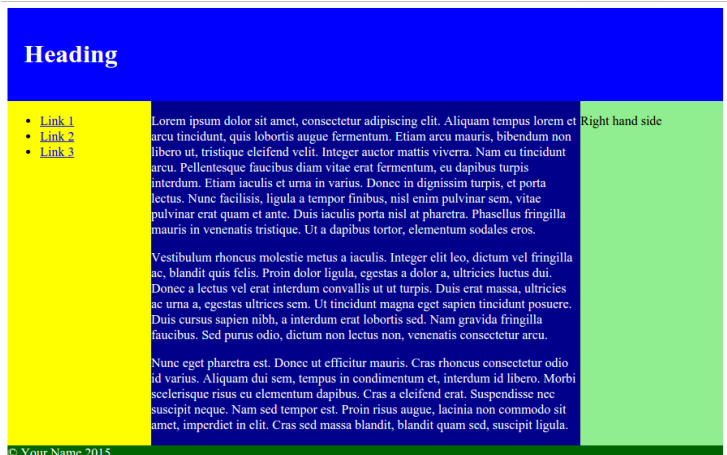 Heading
Link 1
Link 2
Link 3
Lorem ipsum dolor sit amet, consectetur adipiscing elit. Aliquam tempus lorem et
arcu tincidunt, quis lobortis augue fermentum. Etiam arcu mauris, bibendum non
libero ut, tristique eleifend velit. Integer auctor mattis viverra. Nam eu tincidunt
arcu. Pellentesque faucibus diam vitae erat fermentum, eu dapibus turpis
interdum. Etiam iaculis et urna in varius. Donec in dignissim turpis, et porta
lectus. Nunc facilisis, ligula a tempor finibus, nisl enim pulvinar sem, vitae
pulvinar erat quam et ante. Duis iaculis porta nisl at pharetra. Phasellus fringilla
mauris in venenatis tristique. Ut a dapibus tortor, elementum sodales eros.
Vestibulum rhoncus molestie metus a iaculis. Integer elit leo, dictum vel fringilla
ac, blandit quis felis. Proin dolor ligula, egestas a dolor a, ultricies luctus dui.
Donec a lectus vel erat interdum convallis ut ut turpis. Duis erat massa, ultricies
ac urna a, egestas ultrices sem. Ut tincidunt magna eget sapien tincidunt posuere.
Duis cursus sapien nibh, a interdum erat lobortis sed. Nam gravida fringilla
faucibus. Sed purus odio, dictum non lectus non, venenatis consectetur arcu.
Nunc eget pharetra est. Donec ut efficitur mauris. Cras rhoncus consectetur odio
id varius. Aliquam dui sem, tempus in condimentum et, interdum id libero. Morbi
scelerisque risus eu elementum dapibus. Cras a eleifend erat. Suspendisse nec
suscipit neque. Nam sed tempor est. Proin risus augue, lacinia non commodo sit
amet, imperdiet in elit. Cras sed massa blandit, blandit quam sed, suscipit ligula.
Right hand side
© Your Name 2015